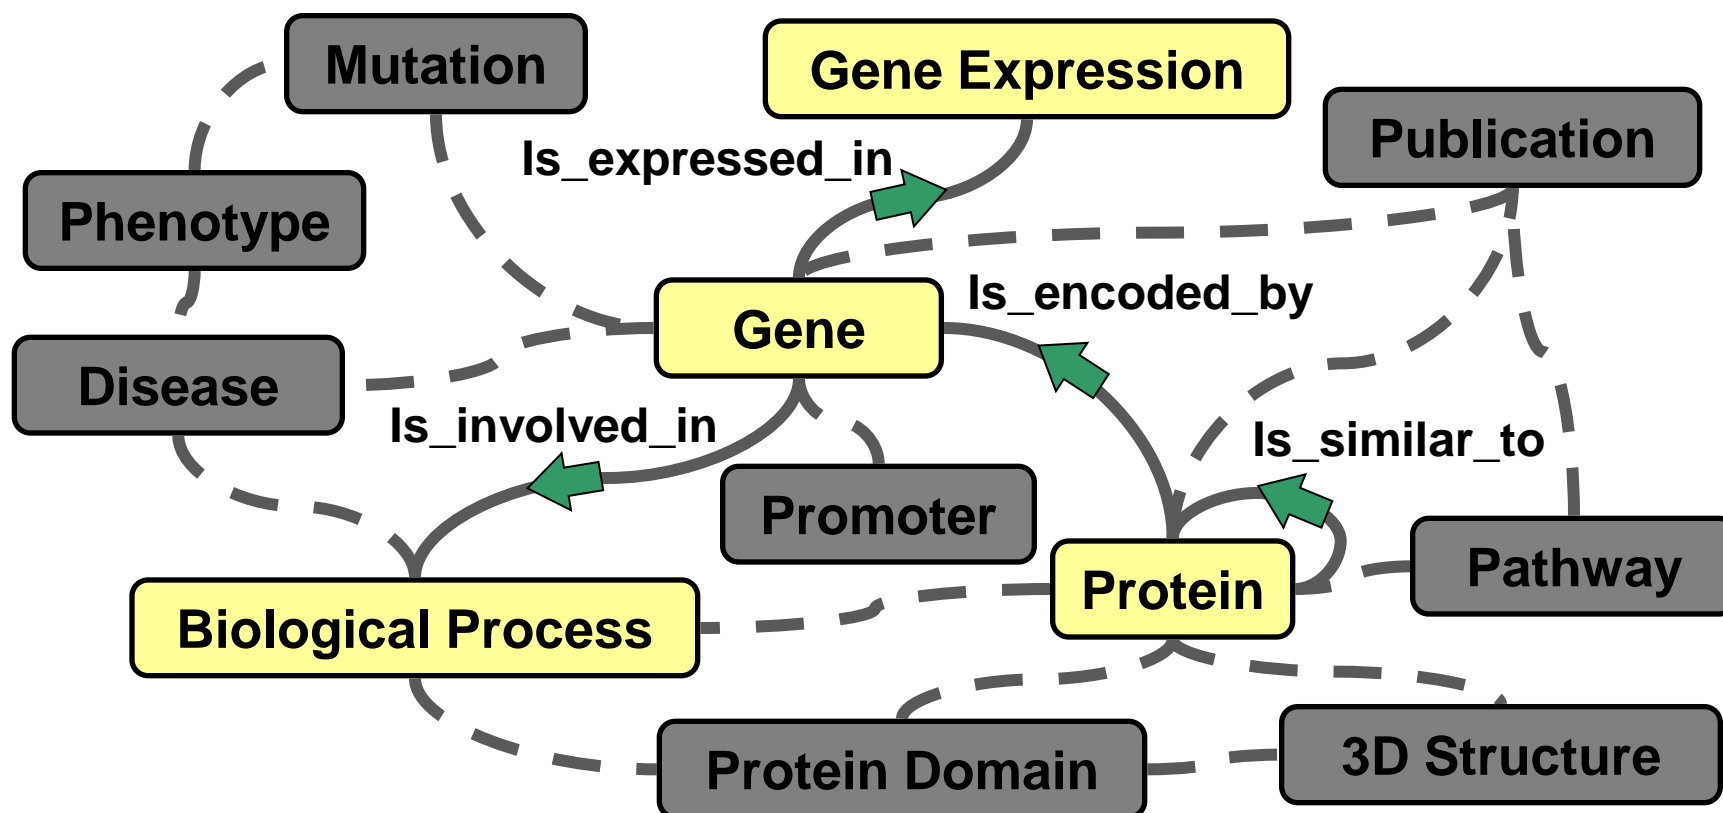 Mutation
Gene Expression
Publication
Is_expressed_in
Phenotype
Is_encoded_by
Gene
Disease
Is_involved_in
Is_similar_to
Promoter
Pathway
Protein
Biological Process
3D Structure
Protein Domain